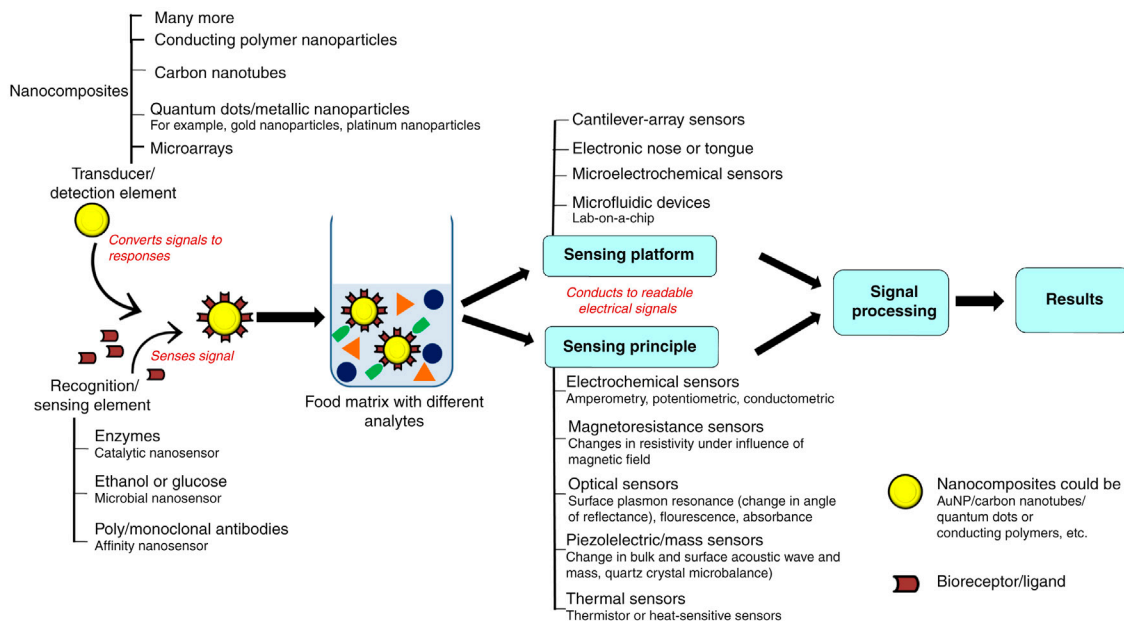 Many more
Conducting polymer nanoparticles
Carbon nanotubes
Nanocomposites
Quantum dots/metallic nanoparticles
For example, gold nanoparticles, platinum nanoparticles
Microarrays
Transducer/
detection element
Converts signals to
responses
Senses signal
Recognition/
sensing element
Enzymes
Catalytic nanosensor
Ethanol or glucose
Microbial nanosensor
Poly/monoclonal antibodies
Affinity nanosensor
Food matrix with different
analytes
Cantilever-array sensors
Electronic nose or tongue
Microelectrochemical sensors
Microfluidic devices
Lab-on-a-chip
Sensing platform
Conducts to readable
electrical signals
Sensing principle
Electrochemical sensors
Amperometry, potentiometric, conductometric
Magnetoresistance sensors
Changes in resistivity under influence of
magnetic field
Optical sensors
Surface plasmon resonance (change in angle
of reflectance), flourescence, absorbance
Piezolelectric/mass sensors
Change in bulk and surface acoustic wave and
mass, quartz crystal microbalance)
Thermal sensors
Thermistor or heat-sensitive sensors
Signal
processing
Results
Nanocomposites could be
AuNP/carbon nanotubes/
quantum dots or
conducting polymers, etc.
Bioreceptor/ligand